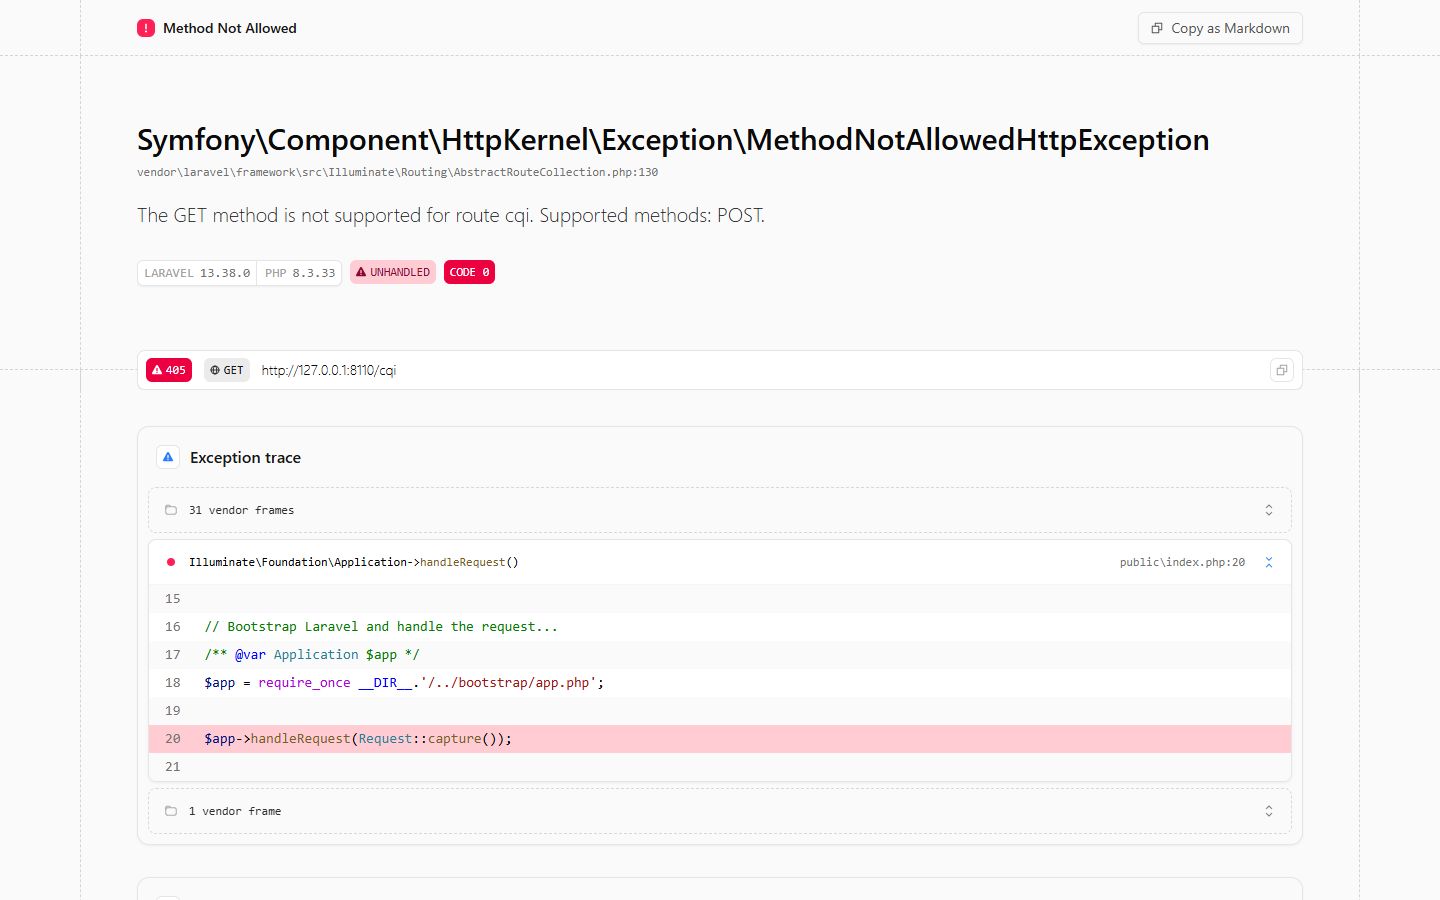 ! Method Not Allowed
Copy as Markdown
Symfony\Component\HttpKernel\Exception\MethodNotAllowedHttpException
vendor\laravel\framework\src\Illuminate\Routing\AbstractRouteCollection.php:130
The GET method is not supported for route cqi. Supported methods: POST.
LARAVEL 13.38.0 PHP 8.3.33 UNHANDLED CODE 0
405 GET http://127.0.0.1:8110/cqi
Exception trace
31 vendor frames
Illuminate\Foundation\Application->handleRequest() public\index.php:20
15
16 // Bootstrap Laravel and handle the request...
17 /** @var Application $app */
18 $app = require_once __DIR__.'/../bootstrap/app.php';
19
20 $app->handleRequest(Request::capture());
21
1 vendor frame